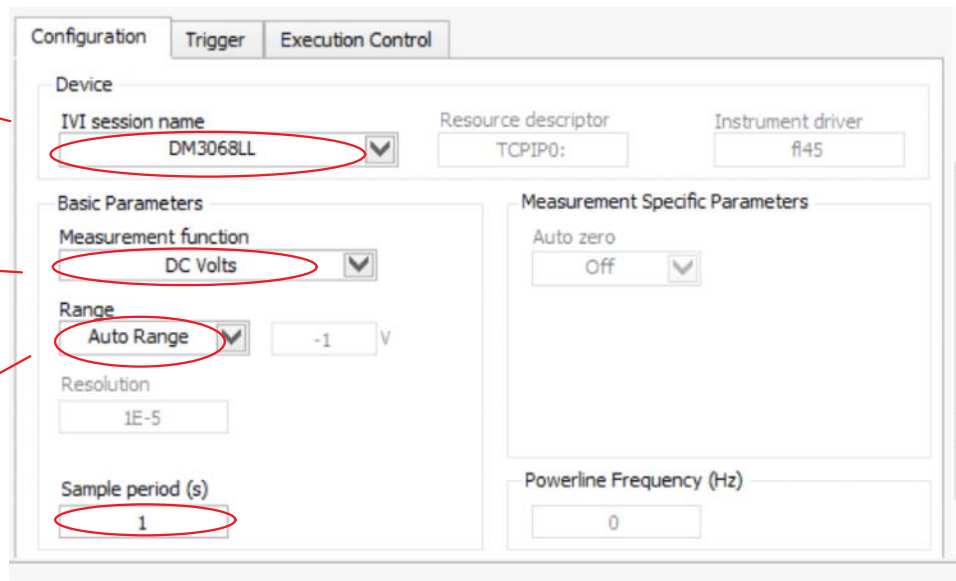 Configuration
Trigger
Execution Control
Device
IVI session name
Resource descriptor
Instrument driver
DM3068LL
TCPIP0:
fl45
Basic Parameters
Measurement function
DC Volts
Range
Auto Range
-1
V
Resolution
1E-5
Sample period (s)
1
Measurement Specific Parameters
Auto zero
Off
Powerline Frequency (Hz)
0